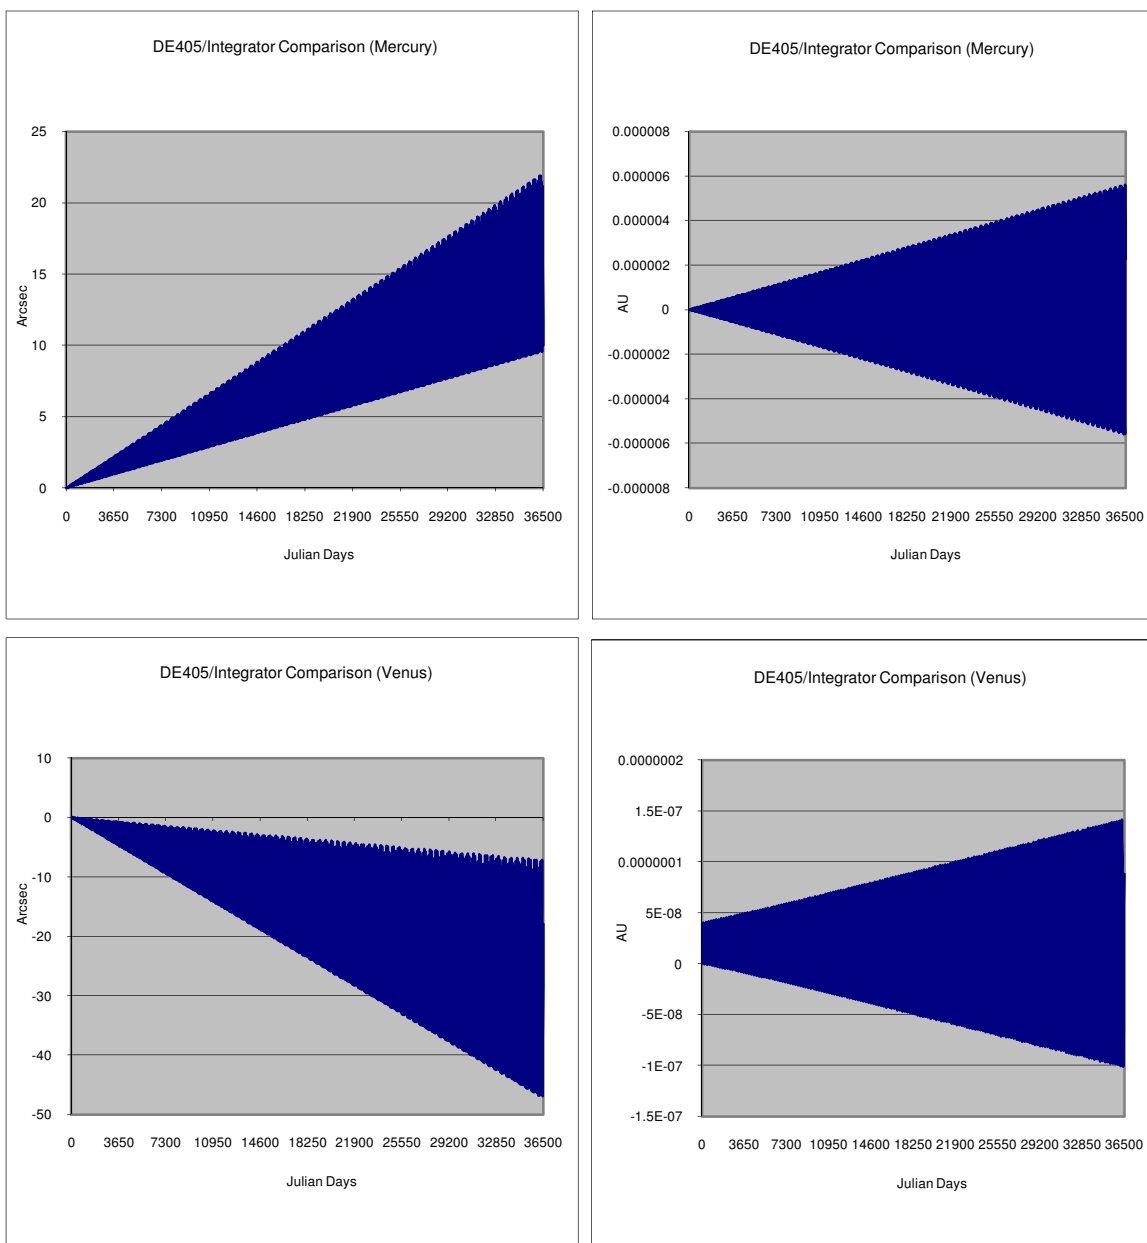 DE405/Integrator Comparison (Mercury)
25
20
15
10
5
0
Arcsec
0 3650 7300 10950 14600 18250 21900 25550 29200 32850 36500
Julian Days
DE405/Integrator Comparison (Mercury)
0.000008
0.000006
0.000004
0.000002
0
-0.000002
-0.000004
-0.000006
-0.000008
AU
0 3650 7300 10950 14600 18250 21900 25550 29200 32850 36500
Julian Days
DE405/Integrator Comparison (Venus)
10
0
-10
-20
-30
-40
-50
Arcsec
0 3650 7300 10950 14600 18250 21900 25550 29200 32850 36500
Julian Days
DE405/Integrator Comparison (Venus)
0.0000002
1.5E-07
0.0000001
5E-08
0
-5E-08
-1E-07
-1.5E-07
AU
0 3650 7300 10950 14600 18250 21900 25550 29200 32850 36500
Julian Days